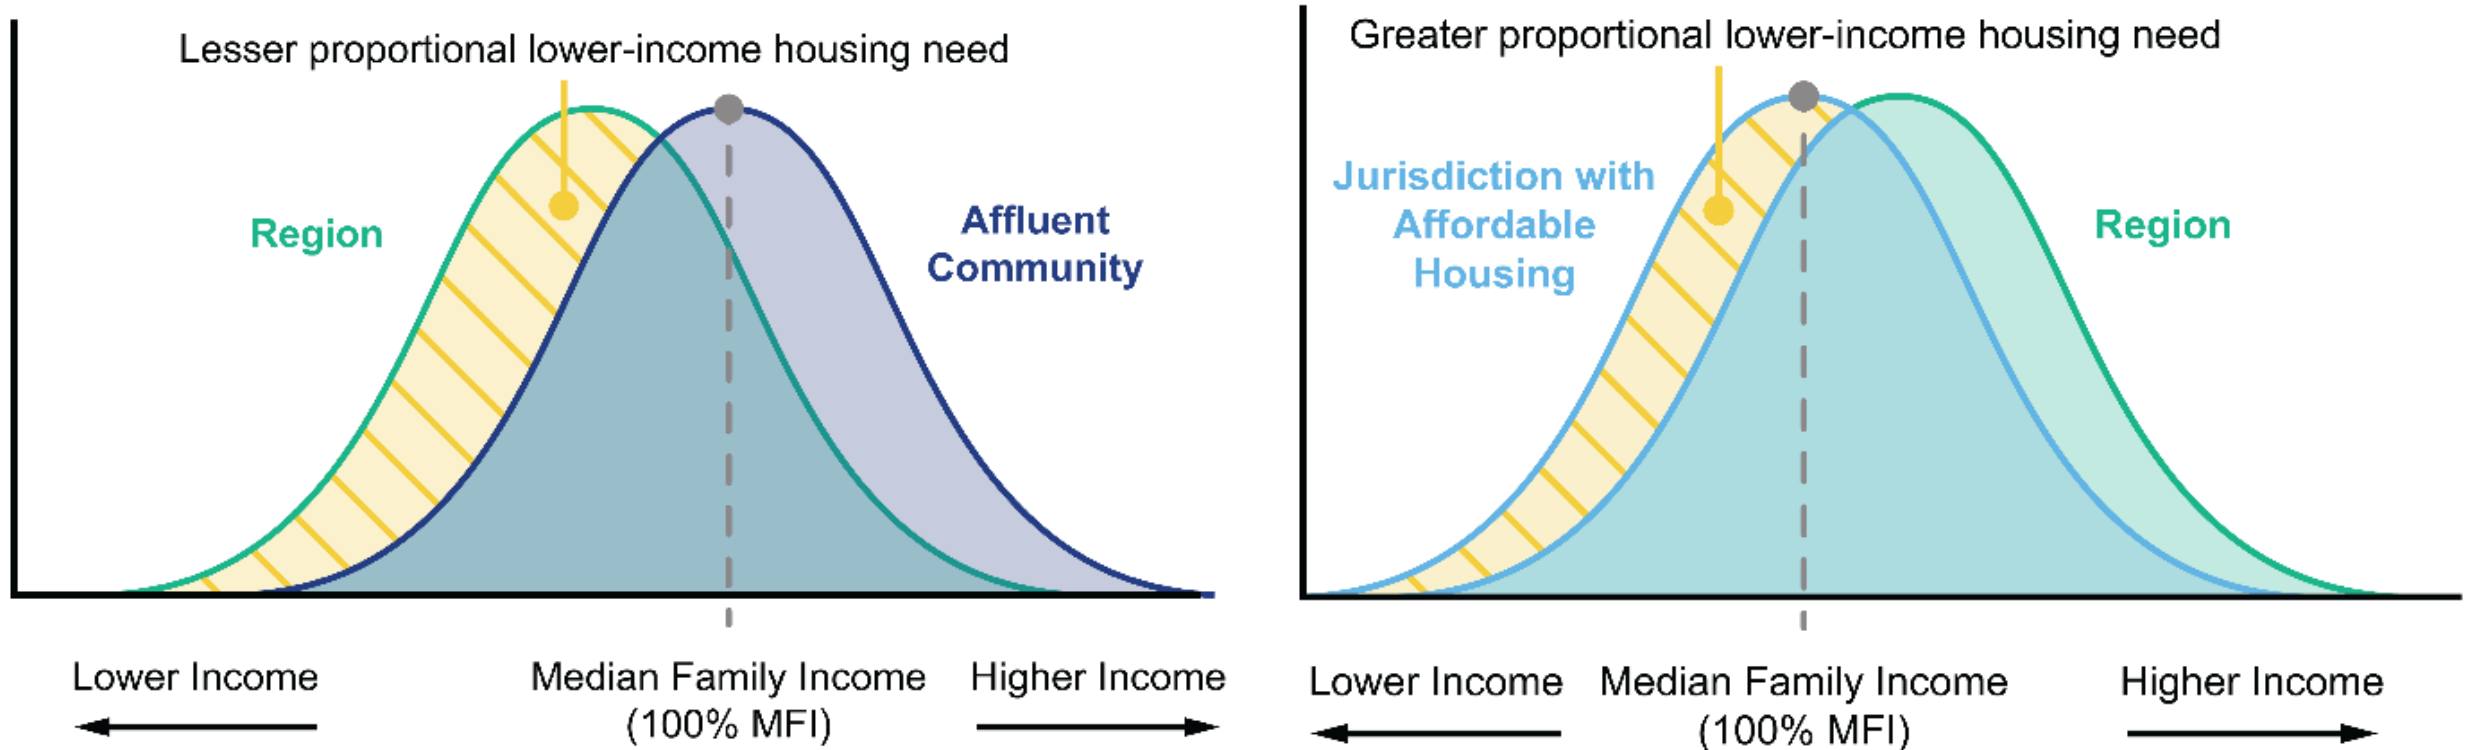 Lesser proportional lower-income housing need
Region
Affluent
Community
Lower Income
Median Family Income
(100% MFI)
Higher Income
Greater proportional lower-income housing need
Jurisdiction with
Affordable
Housing
Region
Lower Income
Median Family Income
(100% MFI)
Higher Income